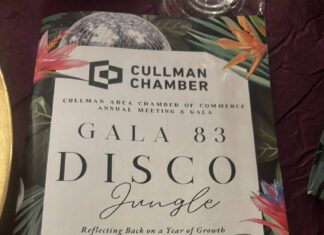 CULLMAN
CHAMBER
CULLMAN AREA CHAMBER OF COMMERCE
ANNUAL MEETING & GALA
GALA 83
DISCO
Jungle
Reflecting Back on a Year of Growth